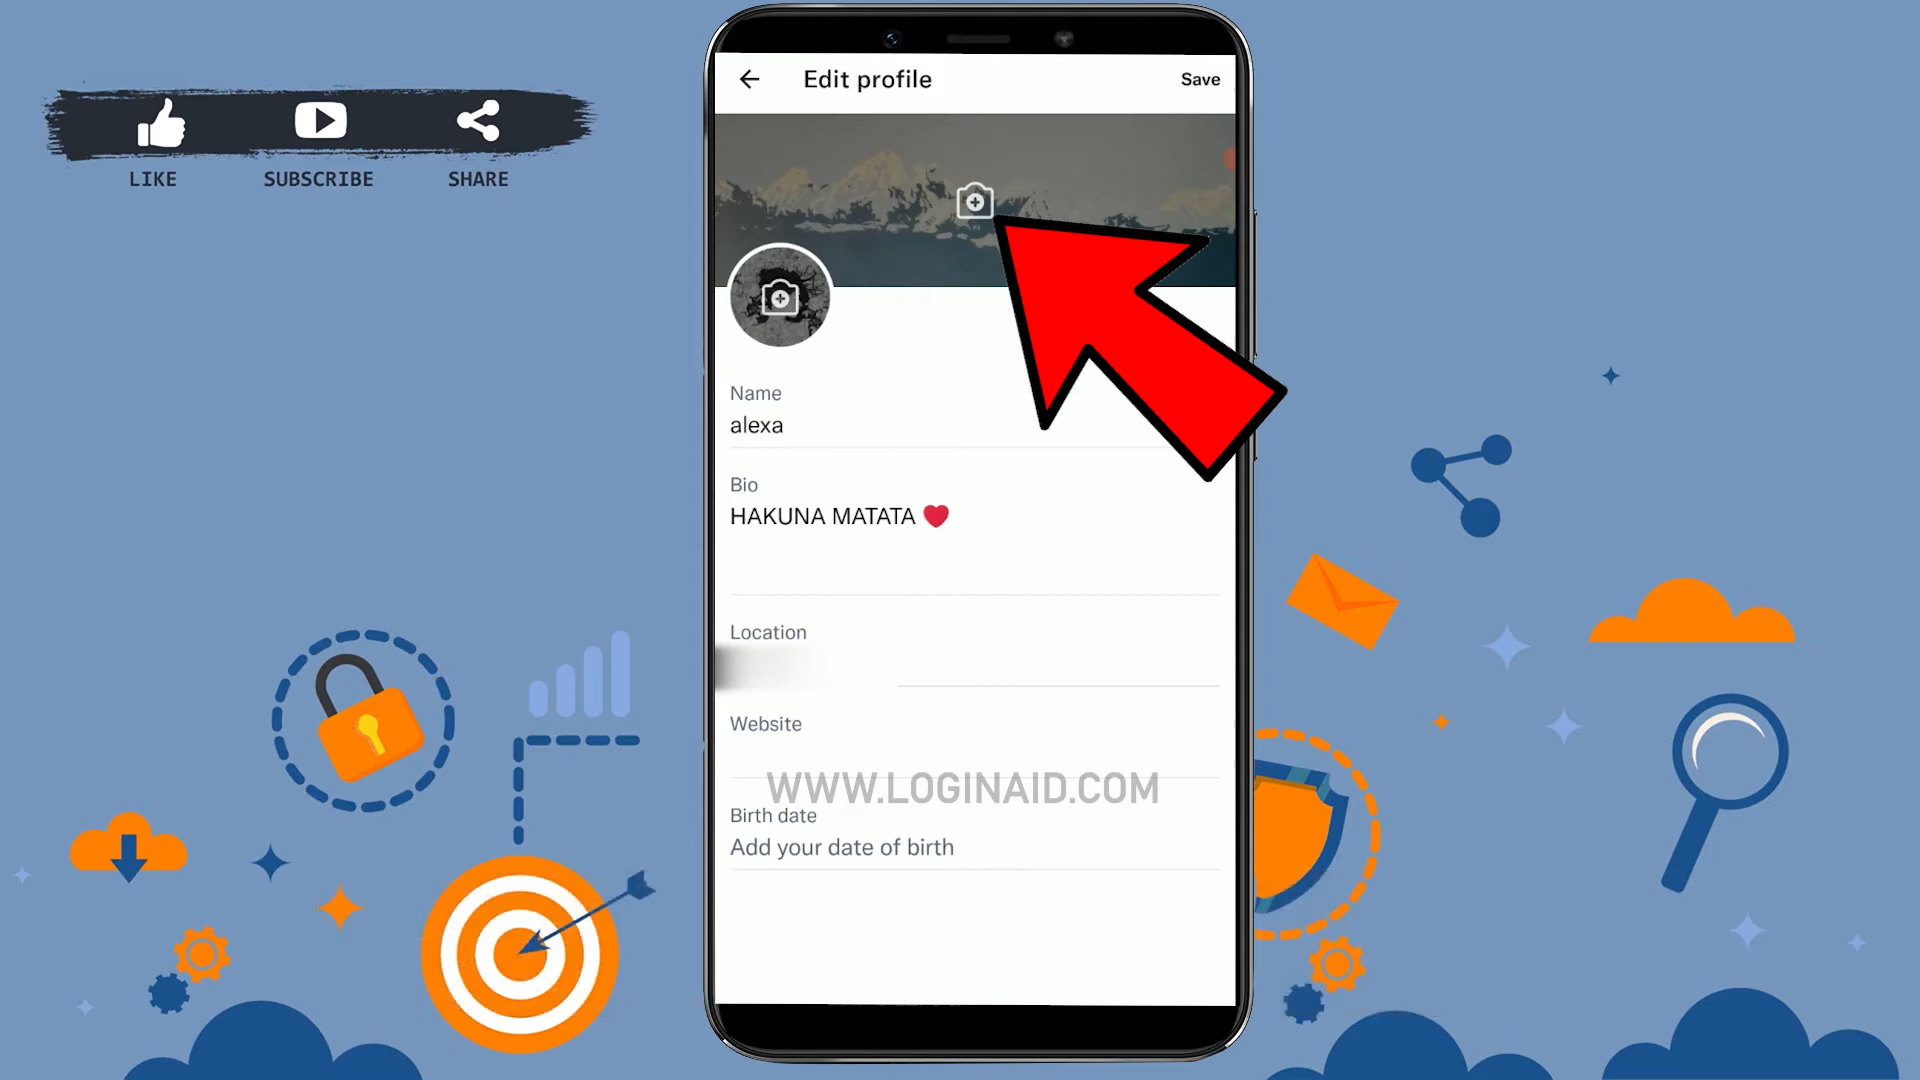 LIKE
SUBSCRIBE
SHARE
Edit profile
Save
Name
alexa
Bio
HAKUNA MATATA ❤️
Location
Website
WWW.LOGINAID.COM
Birth date
Add your date of birth